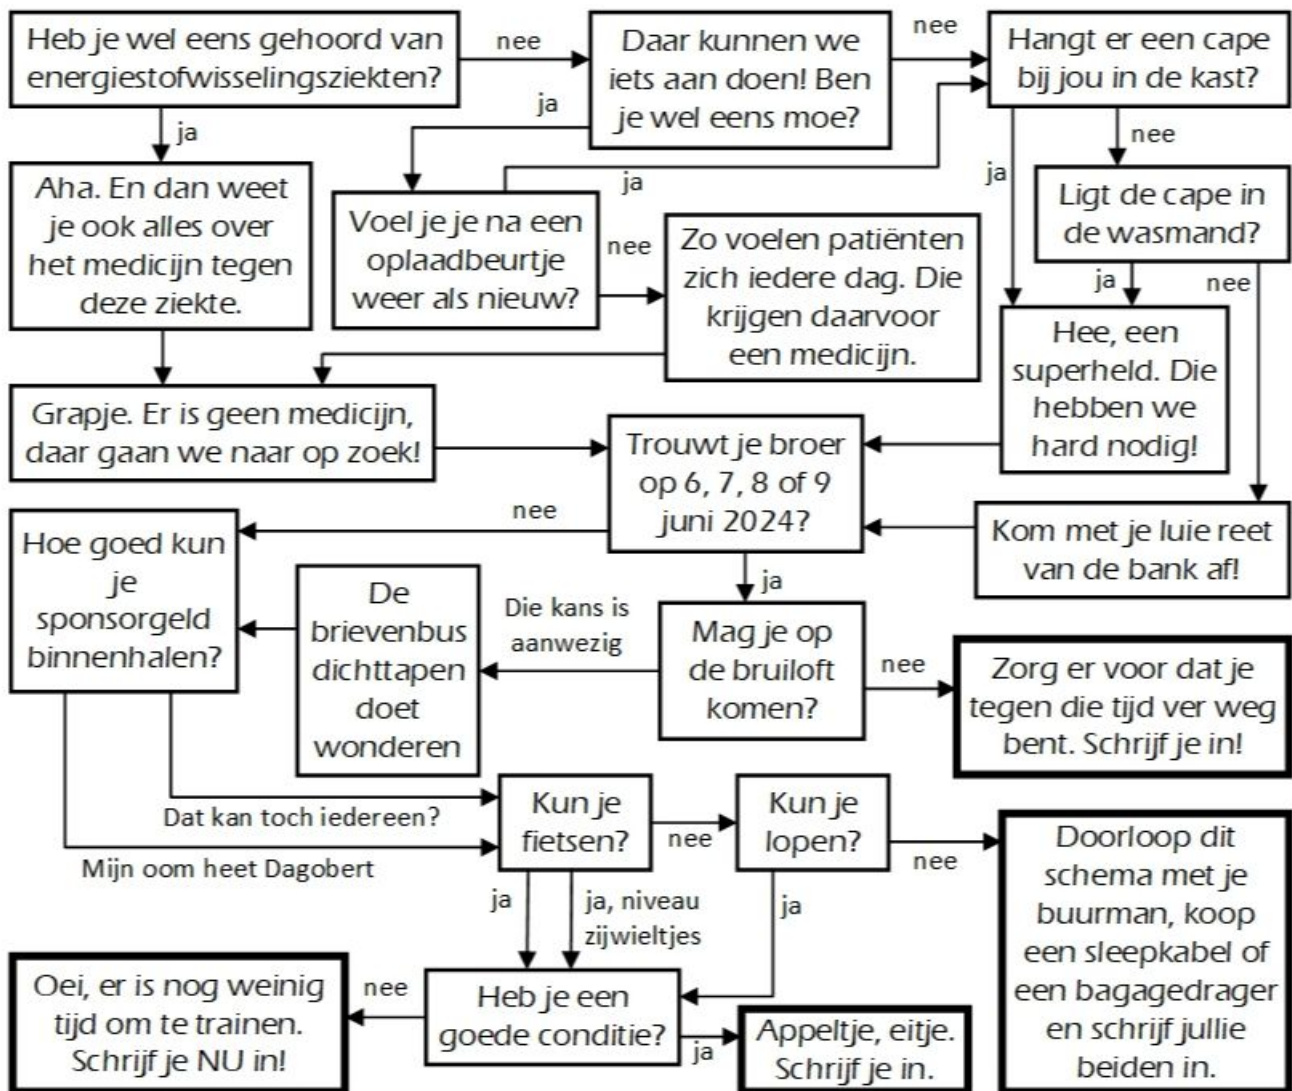 Heb je wel eens gehoord van
energiestofwisselingsziekten?
nee
Daar kunnen we
iets aan doen! Ben
je wel eens moe?
nee
Hangt er een cape
bij jou in de kast?
ja
ja
ja
nee
Aha. En dan weet
je ook alles over
het medicijn tegen
deze ziekte.
Voel je je na een
oplaadbeurtje
weer als nieuw?
ja
nee
Zo voelen patiënten
zich iedere dag. Die
krijgen daarvoor
een medicijn.
Ligt de cape in
de wasmand?
ja
nee
Hee, een
superheld. Die
hebben we
hard nodig!
Grapje. Er is geen medicijn,
daar gaan we naar op zoek!
Trouwt je broer
op 6, 7, 8 of 9
juni 2024?
nee
ja
Kom met je luie reet
van de bank af!
Hoe goed kun
je
sponsorgeld
binnenhalen?
De
brievenbus
dichttapen
doet
wonderen
Die kans is
aanwezig
Mag je op
de bruiloft
komen?
nee
Zorg er voor dat je
tegen die tijd ver weg
bent. Schrijf je in!
Dat kan toch iedereen?
Mijn oom heet Dagobert
Kun je
fietsen?
nee
Kun je
lopen?
nee
Doorloop dit
schema met je
buurman, koop
een sleepkabel of
een bagagedrager
en schrijf jullie
beiden in.
ja
ja, niveau
zijwieltjes
ja
Oei, er is nog weinig
tijd om te trainen.
Schrijf je NU in!
nee
Heb je een
goede conditie?
ja
Appeltje, eitje.
Schrijf je in.